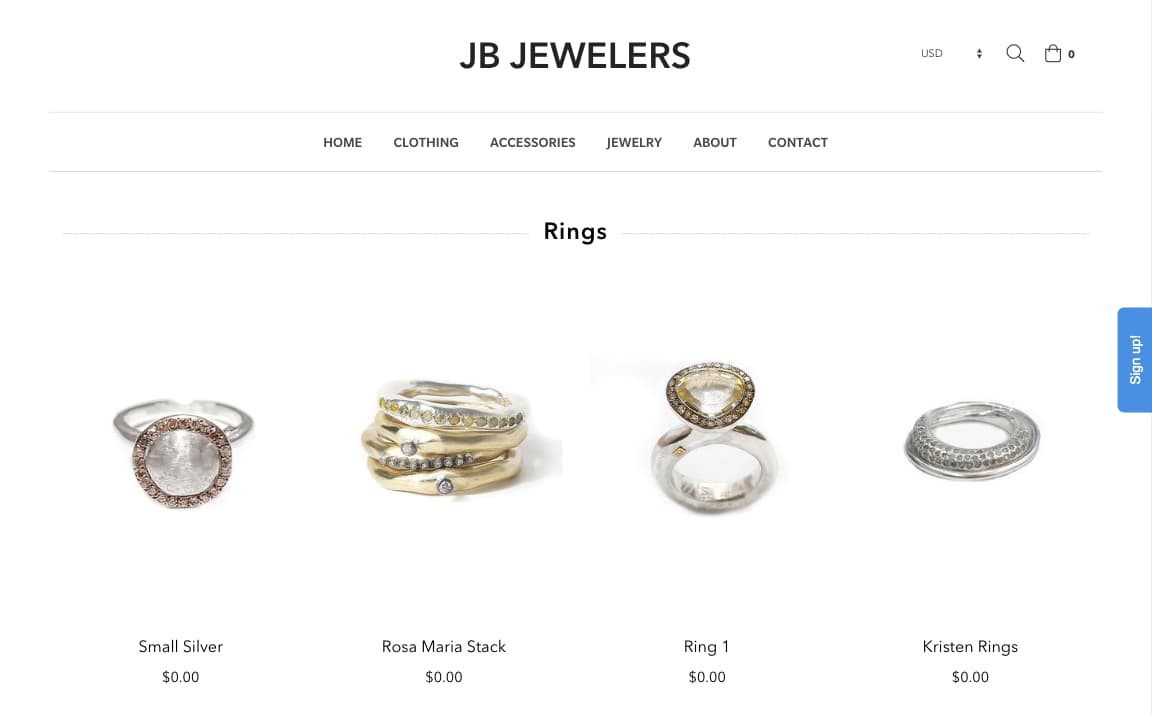 JB JEWELERS
USD
0
HOME CLOTHING ACCESSORIES JEWELRY ABOUT CONTACT
Rings
Sign up!
Small Silver Rosa Maria Stack Ring 1 Kristen Rings
$0.00 $0.00 $0.00 $0.00